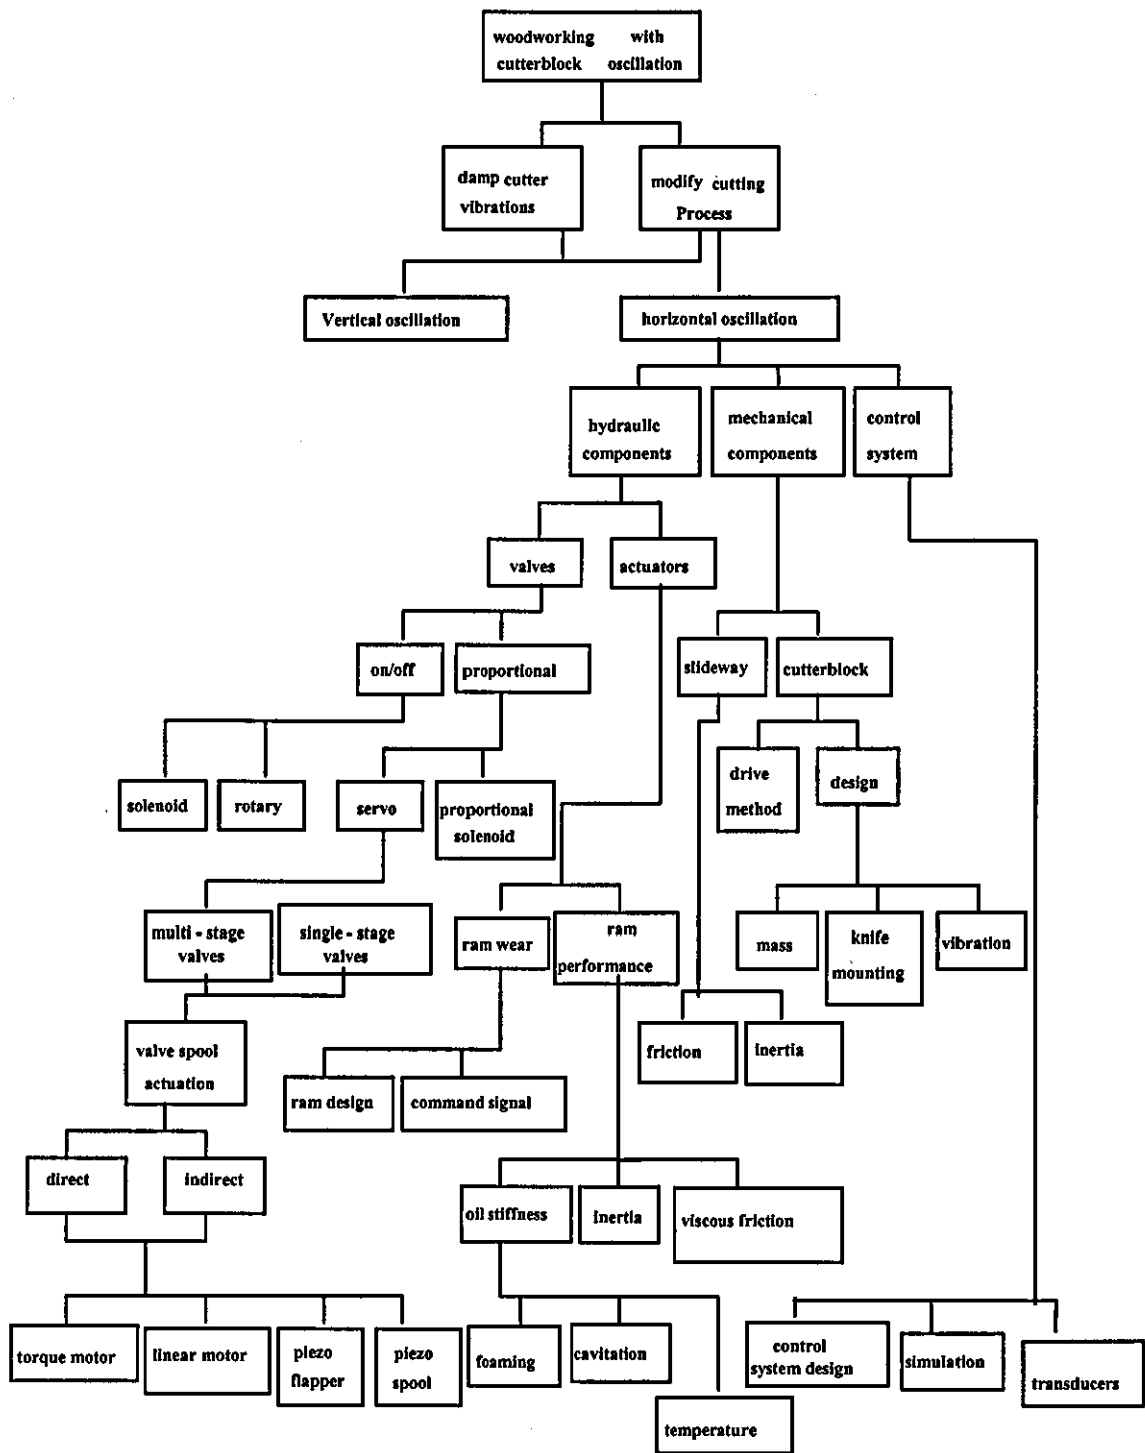 woodworking with
cutterblock oscillation
damp cutter
vibrations
modify cutting
Process
Vertical oscillation
horizontal oscillation
hydraulic
components
mechanical
components
control
system
valves
actuators
on/off
proportional
slideway
cutterblock
solenoid
rotary
servo
proportional
solenoid
drive
method
design
multi - stage
valves
single - stage
valves
ram wear
ram
performance
mass
knife
mounting
vibration
valve spool
actuation
friction
inertia
ram design
command signal
direct
indirect
oil stiffness
inertia
viscous friction
torque motor
linear motor
piezo
flapper
piezo
spool
foaming
cavitation
temperature
control
system design
simulation
transducers